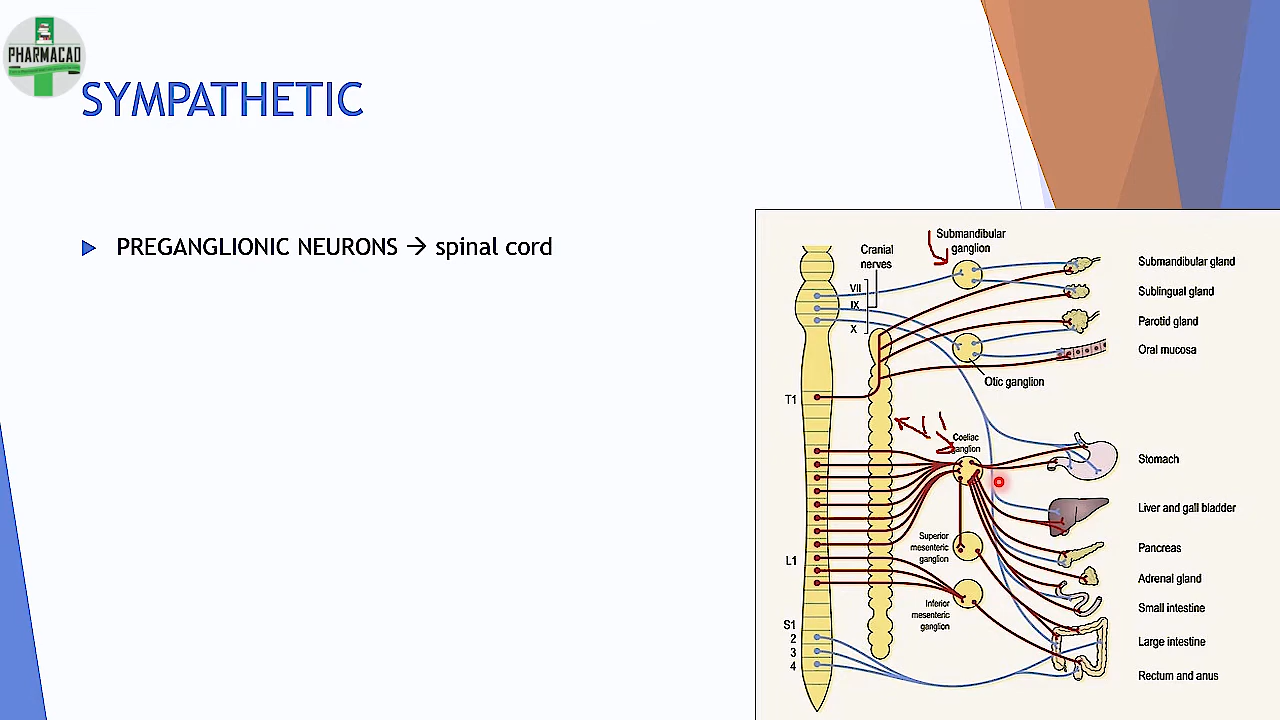 PHARMACAD
SYMPATHETIC
PREGANGLIONIC NEURONS → spinal cord
Submandibular
ganglion
Cranial
nerves
VII
IX
X
Submandibular gland
Sublingual gland
Parotid gland
Oral mucosa
Otic ganglion
T1
Coeliac
ganglion
Stomach
Liver and gall bladder
Superior
mesenteric
ganglion
Pancreas
L1
Adrenal gland
Inferior
mesenteric
ganglion
Small intestine
S1
2
3
4
Large intestine
Rectum and anus